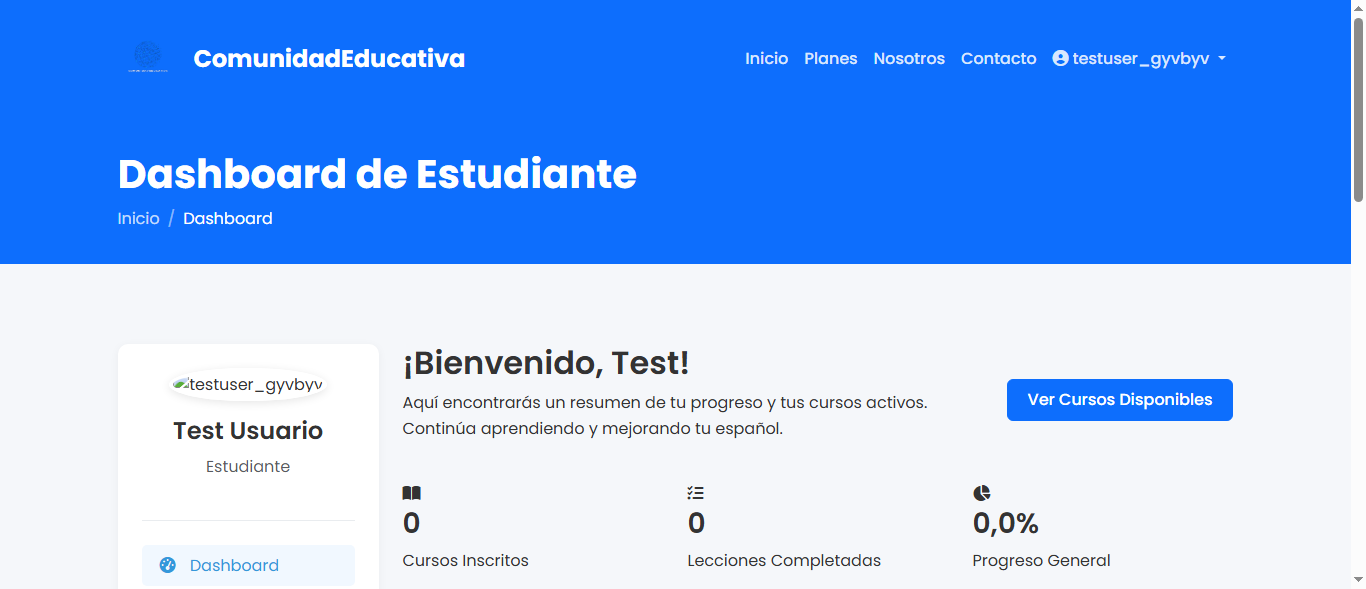 ComunidadEducativa
Inicio Planes Nosotros Contacto testuser_gyvbyv
Dashboard de Estudiante
Inicio / Dashboard
testuser_gyvbyv
Test Usuario
Estudiante
Dashboard
¡Bienvenido, Test!
Aquí encontrarás un resumen de tu progreso y tus cursos activos.
Continúa aprendiendo y mejorando tu español.
Ver Cursos Disponibles
0
Cursos Inscritos
0
Lecciones Completadas
0,0%
Progreso General